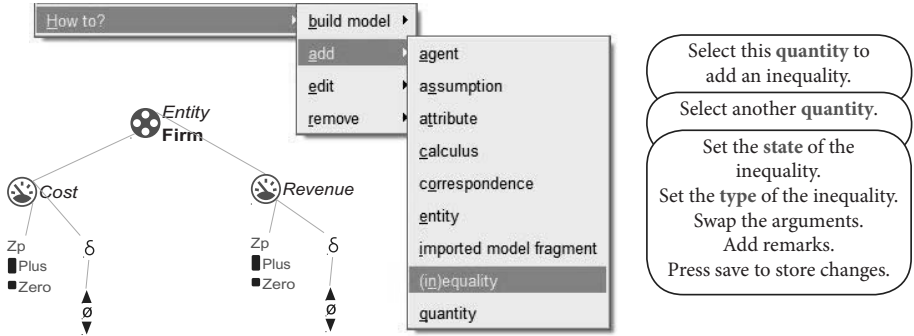 How to?
build model
add
edit
remove
agent
assumption
attribute
calculus
correspondence
entity
imported model fragment
(in)equality
quantity
Entity
Firm
Cost
Revenue
Zp
Plus
Zero
δ
ø
Zp
Plus
Zero
δ
ø
Select this quantity to
add an inequality.
Select another quantity.
Set the state of the
inequality.
Set the type of the inequality.
Swap the arguments.
Add remarks.
Press save to store changes.